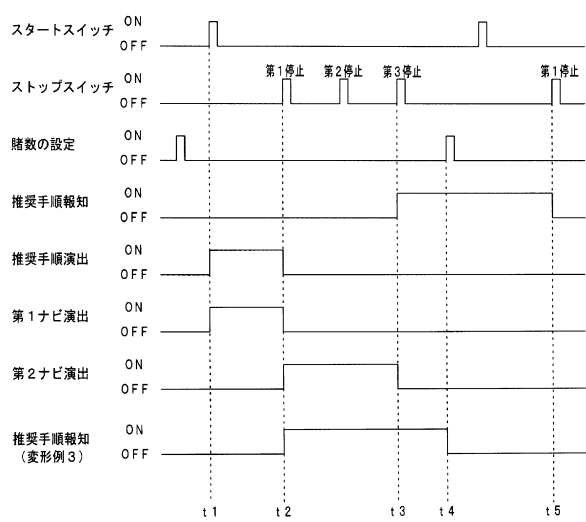 スタートスイッチ ON
OFF
第1停止 第2停止 第3停止 第1停止
ストップスイッチ ON
OFF
賭数の設定 ON
OFF
推奨手順報知 ON
OFF
推奨手順演出 ON
OFF
第1ナビ演出 ON
OFF
第2ナビ演出 ON
OFF
推奨手順報知 ON
(変形例3) OFF
t1 t2 t3 t4 t5